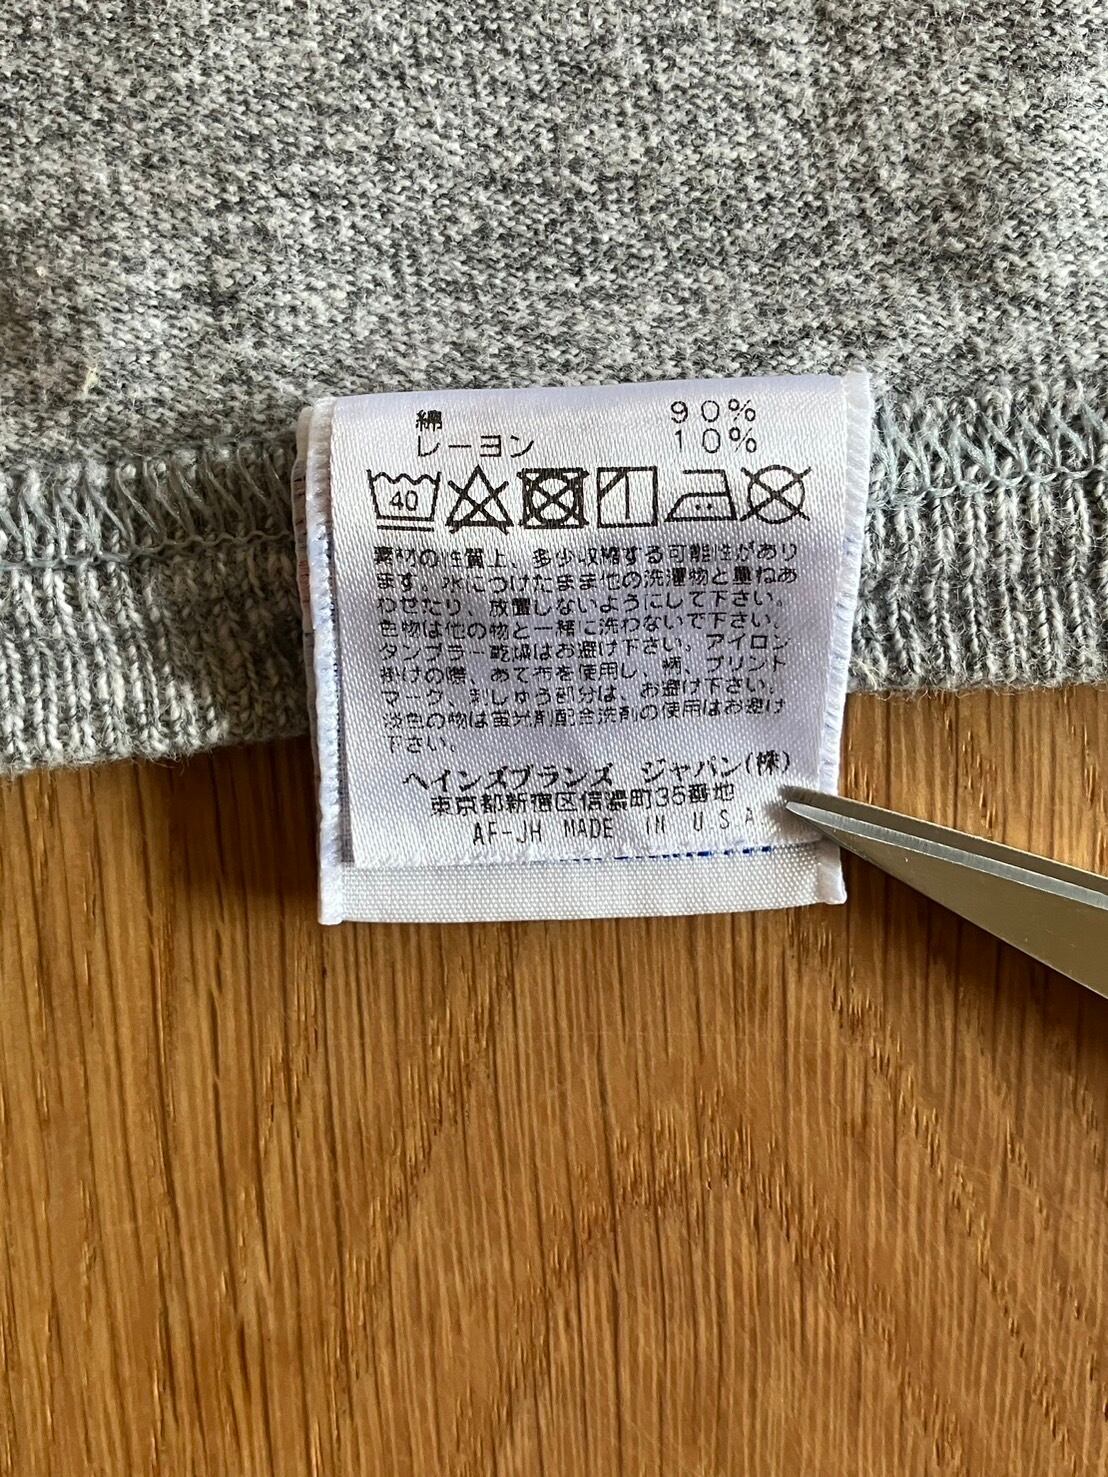 綿 90%
レーヨン 10%
40
素材の性質上、多少収縮する可能性があり
ます。水につけたまま他の洗濯物と重ねあ
わせたり、放置しないようにして下さい。
色物は他の物と一緒に洗わないで下さい。
タンブラー乾燥はお避け下さい。アイロン
掛けの際、あて布を使用し、柄、プリント
マーク、刺しゅう部分は、お避け下さい。
淡色の物は蛍光剤配合洗剤の使用はお避け
下さい。
ヘインズブランズ ジャパン(株)
東京都新宿区信濃町35番地
AF-JH MADE IN U.S.A